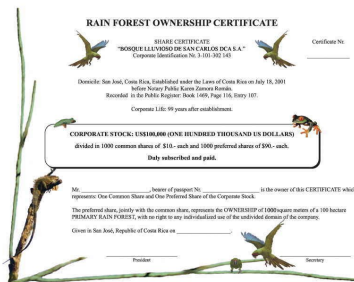 RAIN FOREST OWNERSHIP CERTIFICATE
SHARE CERTIFICATE
"BOSQUE LLUVIOSO DE SAN CARLOS DCA S.A."
Corporate Identification Nr. 3-101-302 143
Certificate Nr.
Domicile: San José, Costa Rica, Established under the Laws of Costa Rica on July 18, 2001
before Notary Public Karen Zamora Román.
Recorded in the Public Register: Book 1469, Page 116, Entry 107.
Corporate Life: 99 years after establishment.
CORPORATE STOCK: US$100,000 (ONE HUNDRED THOUSAND US DOLLARS)
divided in 1000 common shares of $10.- each and 1000 preferred shares of $90.- each.
Duly subscribed and paid.
Mr. , bearer of passport Nr. is the owner of this CERTIFICATE which
represents: One Common Share and One Preferred Share of the Corporate Stock.
The preferred share, jointly with the common share, represents the OWNERSHIP of 1000 square meters of a 100 hectare
PRIMARY RAIN FOREST, with no right to any individualized use of the undivided domain of the company.
Given in San José, Republic of Costa Rica on .
President Secretary